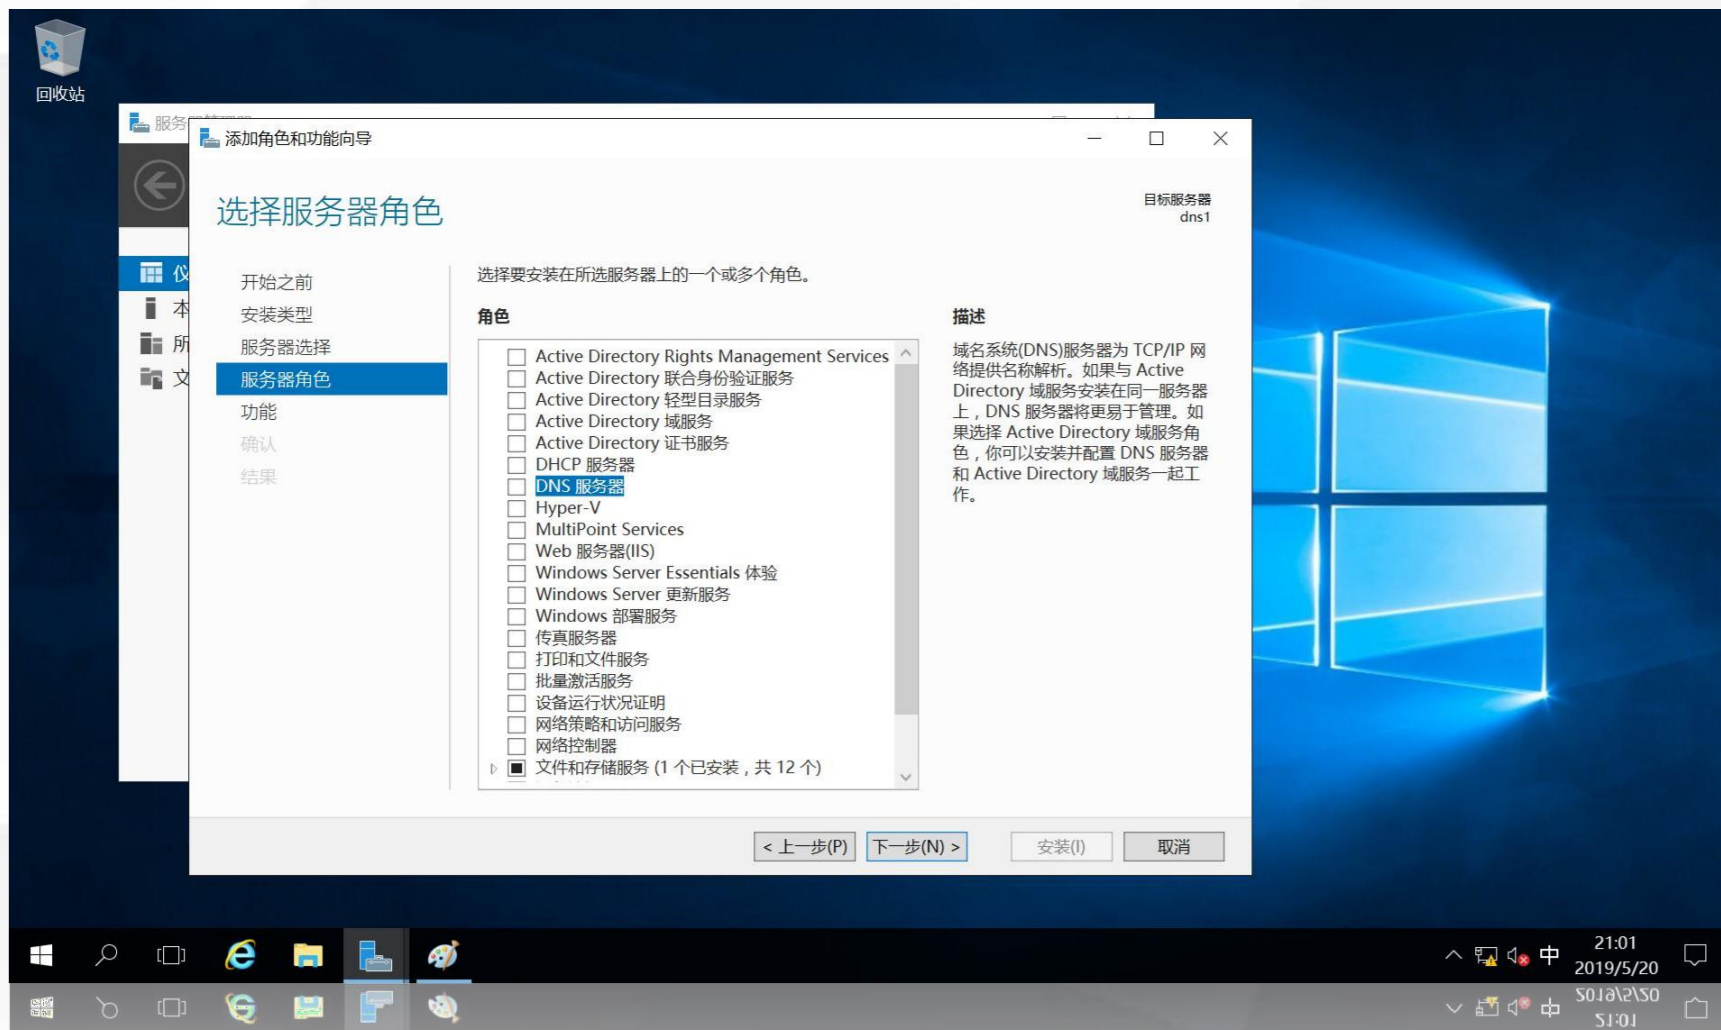 回收站
服务
添加角色和功能向导
选择服务器角色
目标服务器
dns1
仪
本
所
文
开始之前
安装类型
服务器选择
服务器角色
功能
确认
结果
选择要安装在所选服务器上的一个或多个角色。
角色
Active Directory Rights Management Services
Active Directory 联合身份验证服务
Active Directory 轻型目录服务
Active Directory 域服务
Active Directory 证书服务
DHCP 服务器
DNS 服务器
Hyper-V
MultiPoint Services
Web 服务器(IIS)
Windows Server Essentials 体验
Windows Server 更新服务
Windows 部署服务
传真服务器
打印和文件服务
批量激活服务
设备运行状况证明
网络策略和访问服务
网络控制器
文件和存储服务 (1 个已安装，共 12 个)
描述
域名系统(DNS)服务器为 TCP/IP 网
络提供名称解析。如果与 Active
Directory 域服务安装在同一服务器
上，DNS 服务器将更易于管理。如
果选择 Active Directory 域服务角
色，你可以安装并配置 DNS 服务器
和 Active Directory 域服务一起工
作。
< 上一步(P)
下一步(N) >
安装(I)
取消
中
21:01
2019/5/20